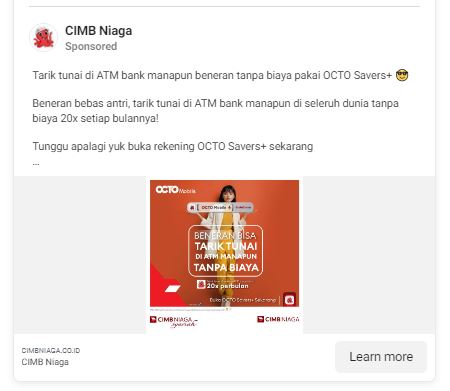 CIMB Niaga
Sponsored
Tarik tunai di ATM bank manapun beneran tanpa biaya pakai OCTO Savers+ 😎
Beneran bebas antri, tarik tunai di ATM bank manapun di seleruh dunia tanpa
biaya 20x setiap bulannya!
Tunggu apalagi yuk buka rekening OCTO Savers+ sekarang
...
OCTO Mobile
OCTO Mobile
BENERAN BISA
TARIK TUNAI
DI ATM MANAPUN
TANPA BIAYA
20x perbulan
Buka OCTO Savers+ Sekarang
CIMB NIAGA
syariah
CIMB NIAGA
CIMBNIAGA.CO.ID
CIMB Niaga
Learn more